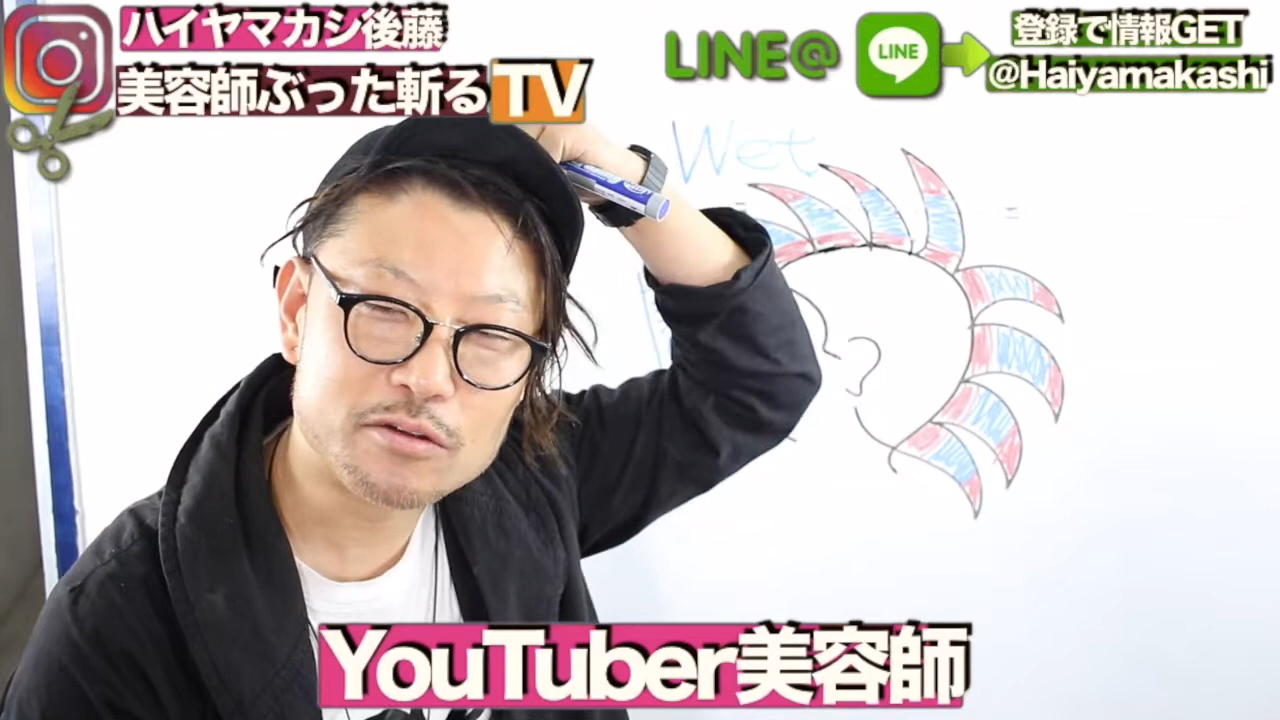 ハイヤマカシ後藤
美容師ぶった斬るTV
LINE@
LINE
登録で情報GET
@Haiyamakashi
Wet
YouTuber美容師